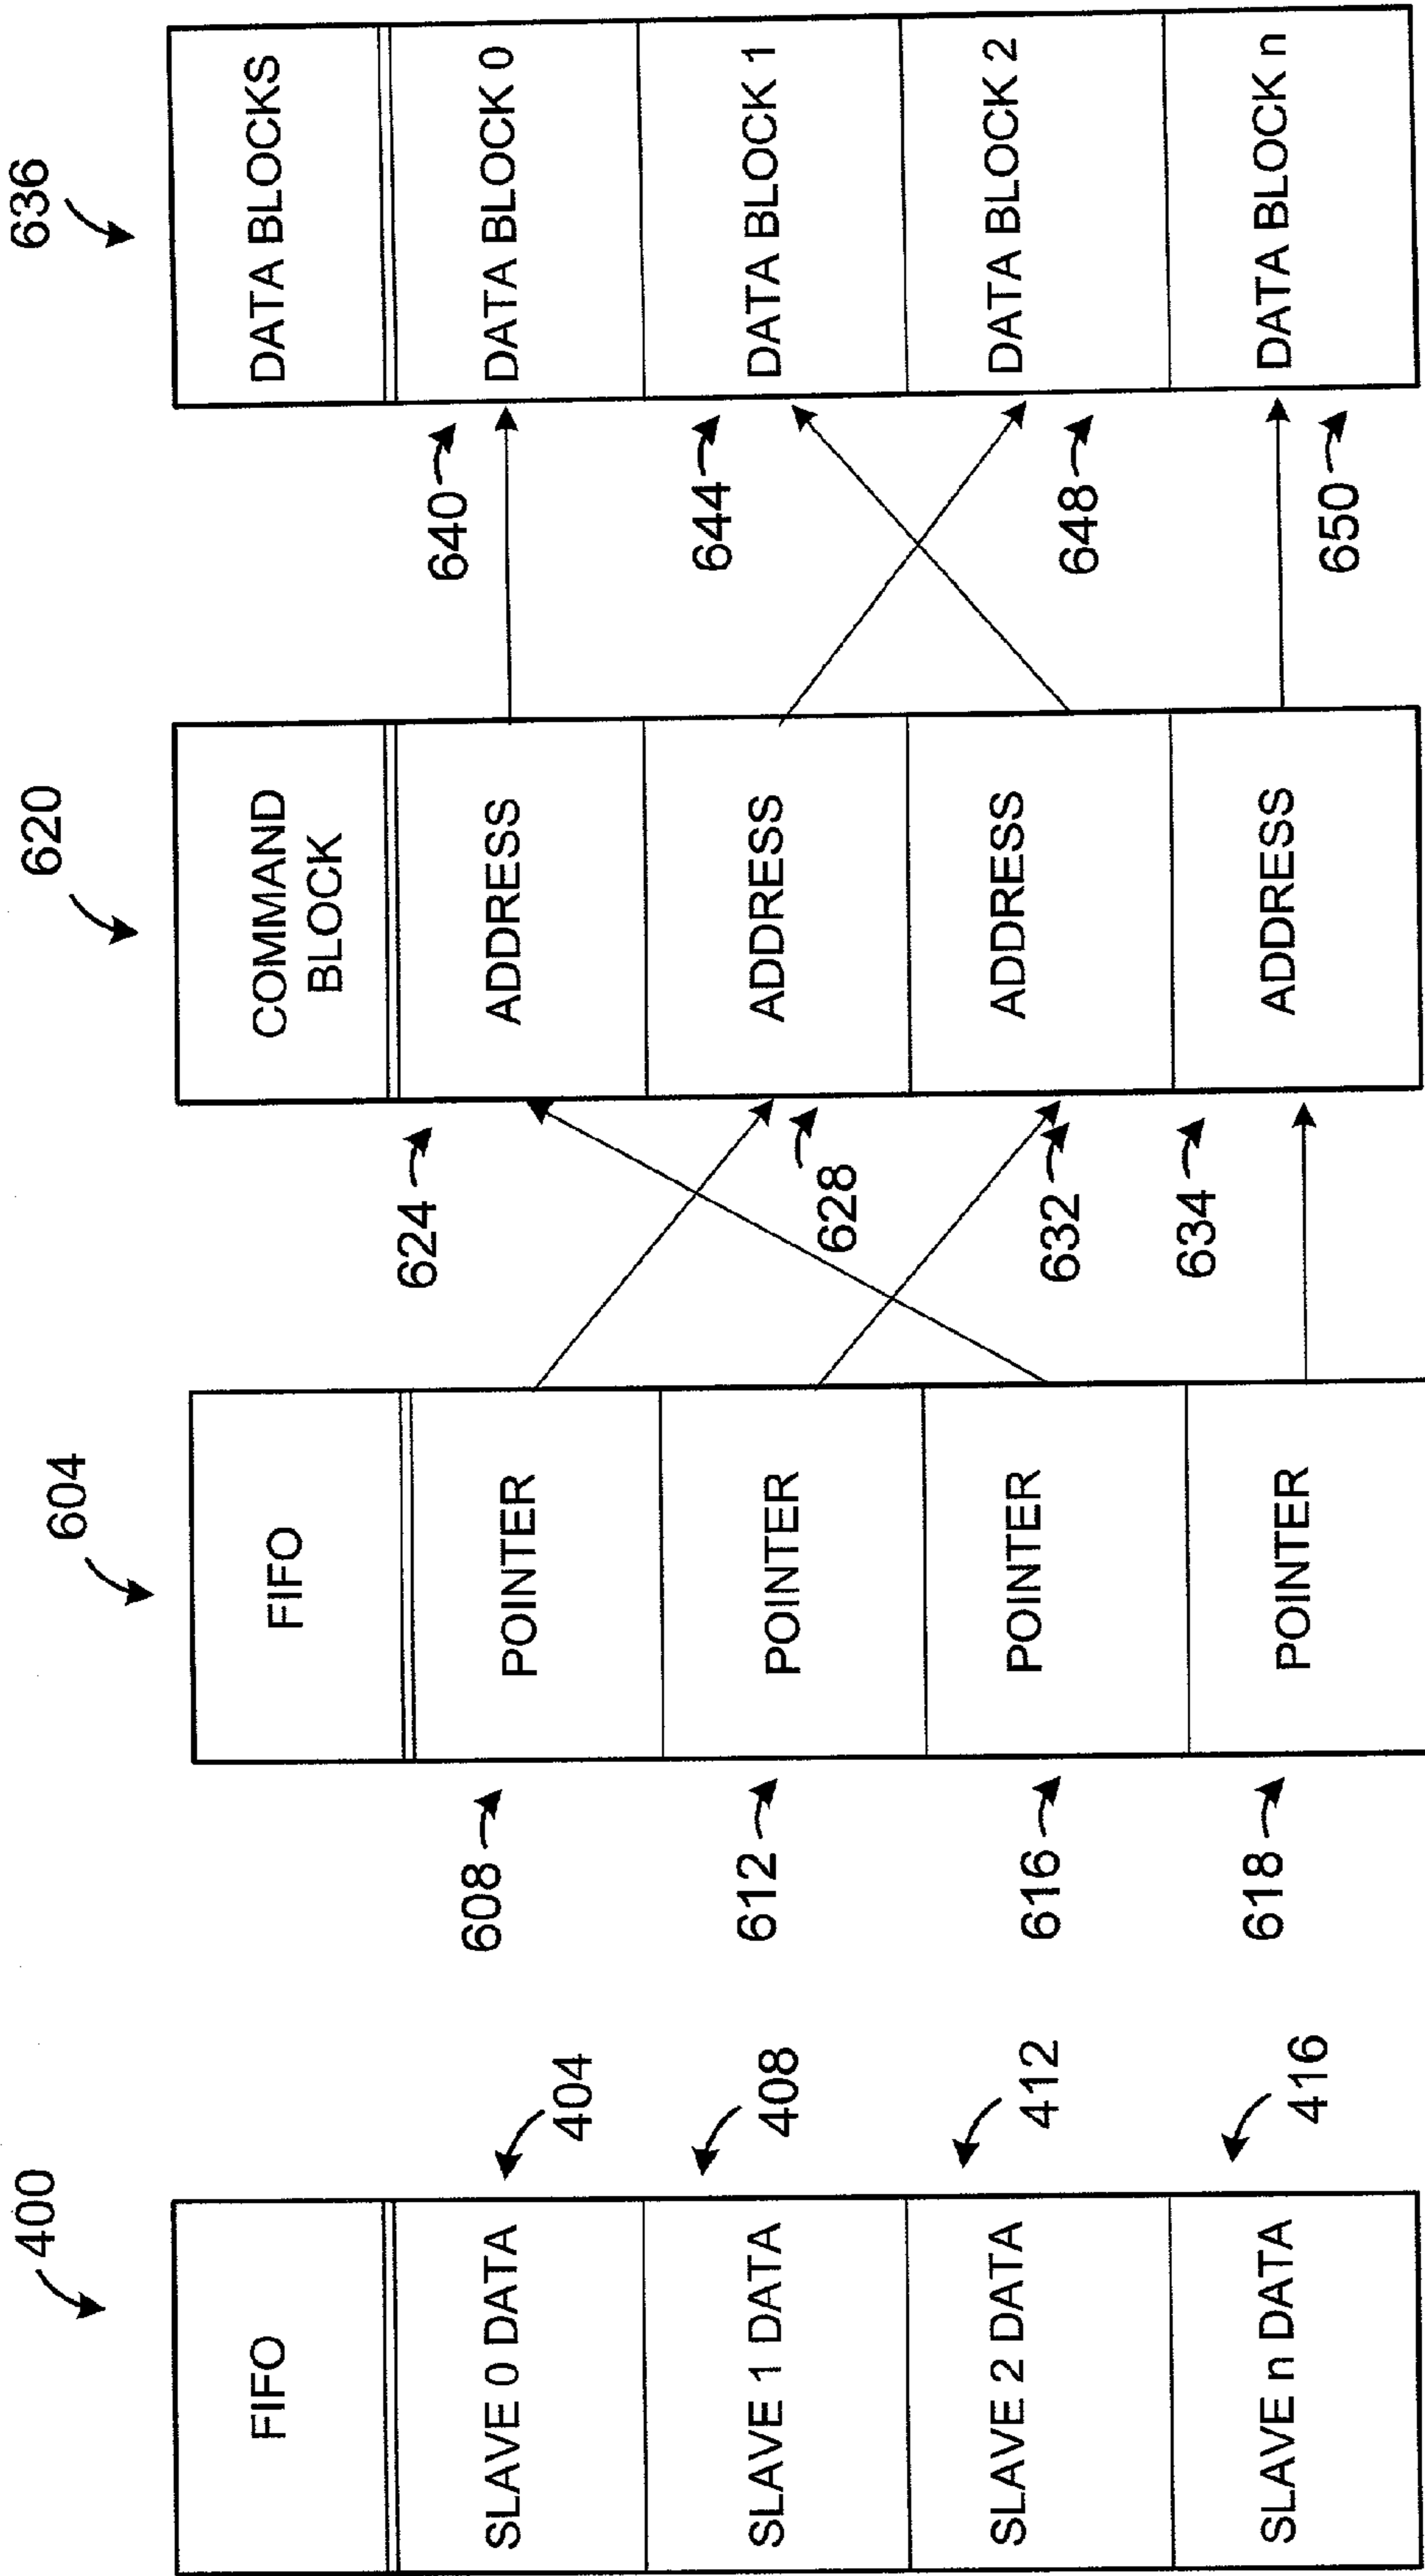 400
FIFO
SLAVE 0 DATA
404
SLAVE 1 DATA
408
SLAVE 2 DATA
412
SLAVE n DATA
416
604
FIFO
608
POINTER
612
POINTER
616
POINTER
618
POINTER
620
COMMAND
BLOCK
624
ADDRESS
628
ADDRESS
632
ADDRESS
634
ADDRESS
636
DATA BLOCKS
640
DATA BLOCK 0
644
DATA BLOCK 1
648
DATA BLOCK 2
650
DATA BLOCK n